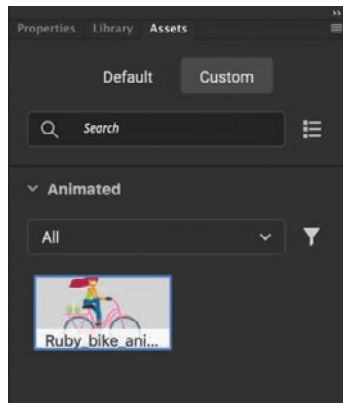 Properties Library Assets
Default Custom
Search
Animated
All
Ruby_bike_ani...